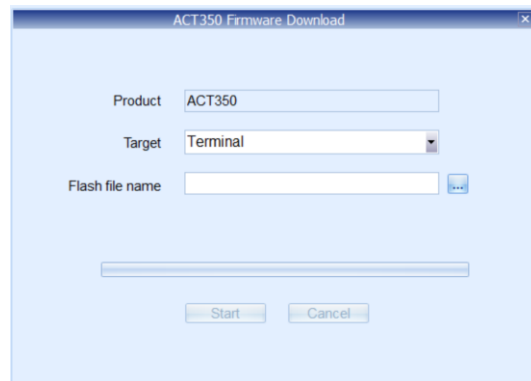 ACT350 Firmware Download
Product ACT350
Target Terminal
Flash file name ...
Start Cancel